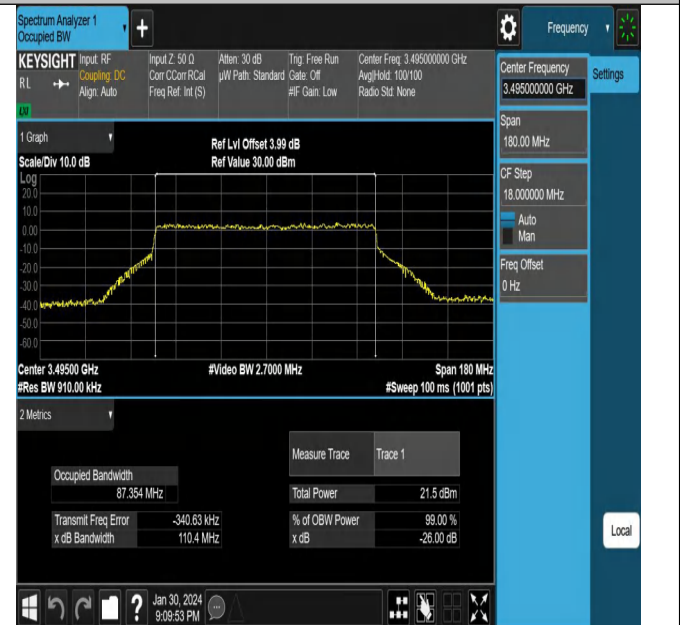 Spectrum Analyzer 1
Occupied BW
+
Frequency
KEYSIGHT
RL
Input: RF
Coupling: DC
Align: Auto
Input Z: 50 Ω
Corr CCorr RCal
Freq Ref: Int (S)
Atten: 30 dB
µW Path: Standard
Trig: Free Run
Gate: Off
#IF Gain: Low
Center Freq: 3.495000000 GHz
Avg|Hold: 100/100
Radio Std: None
Center Frequency
3.495000000 GHz
Settings
Span
180.00 MHz
CF Step
18.000000 MHz
Auto
Man
Freq Offset
0 Hz
1 Graph
Scale/Div 10.0 dB
Ref Lvl Offset 3.99 dB
Ref Value 30.00 dBm
Log
20.0
10.0
0.00
-10.0
-20.0
-30.0
-40.0
-50.0
-60.0
Center 3.49500 GHz
#Res BW 910.00 kHz
#Video BW 2.7000 MHz
Span 180 MHz
#Sweep 100 ms (1001 pts)
2 Metrics
Measure Trace Trace 1
Occupied Bandwidth
87.354 MHz
Total Power 21.5 dBm
Transmit Freq Error -340.63 kHz
% of OBW Power 99.00 %
x dB Bandwidth 110.4 MHz
x dB -26.00 dB
Local
?
Jan 30, 2024
9:09:53 PM